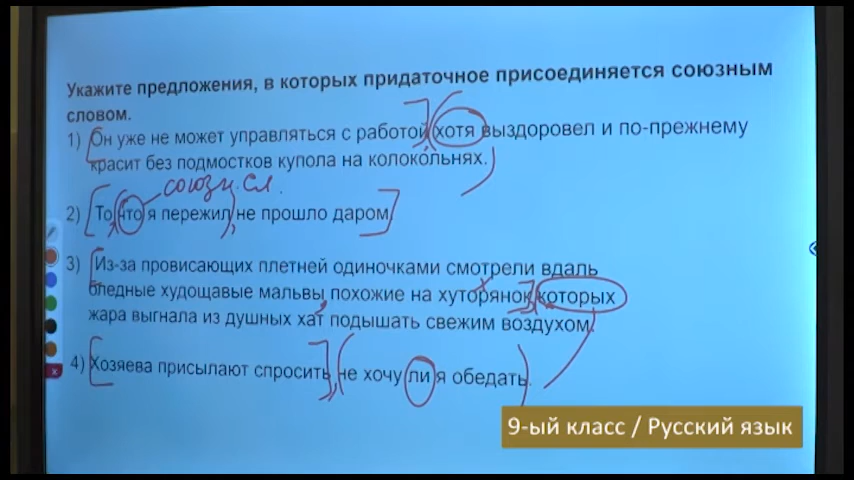 Укажите предложения, в которых придаточное присоединяется союзным
словом.
1) Он уже не может управляться с работой, хотя выздоровел и по-прежнему
красит без подмостков купола на колокольнях.
союзн. сл.
2) То, что я пережил, не прошло даром
3) Из-за провисающих плетней одиночками смотрели вдаль
бледные худощавые мальвы похожие на хуторянок, которых
жара выгнала из душных хат подышать свежим воздухом.
4) Хозяева присылают спросить, не хочу ли я обедать.
9-ый класс / Русский язык